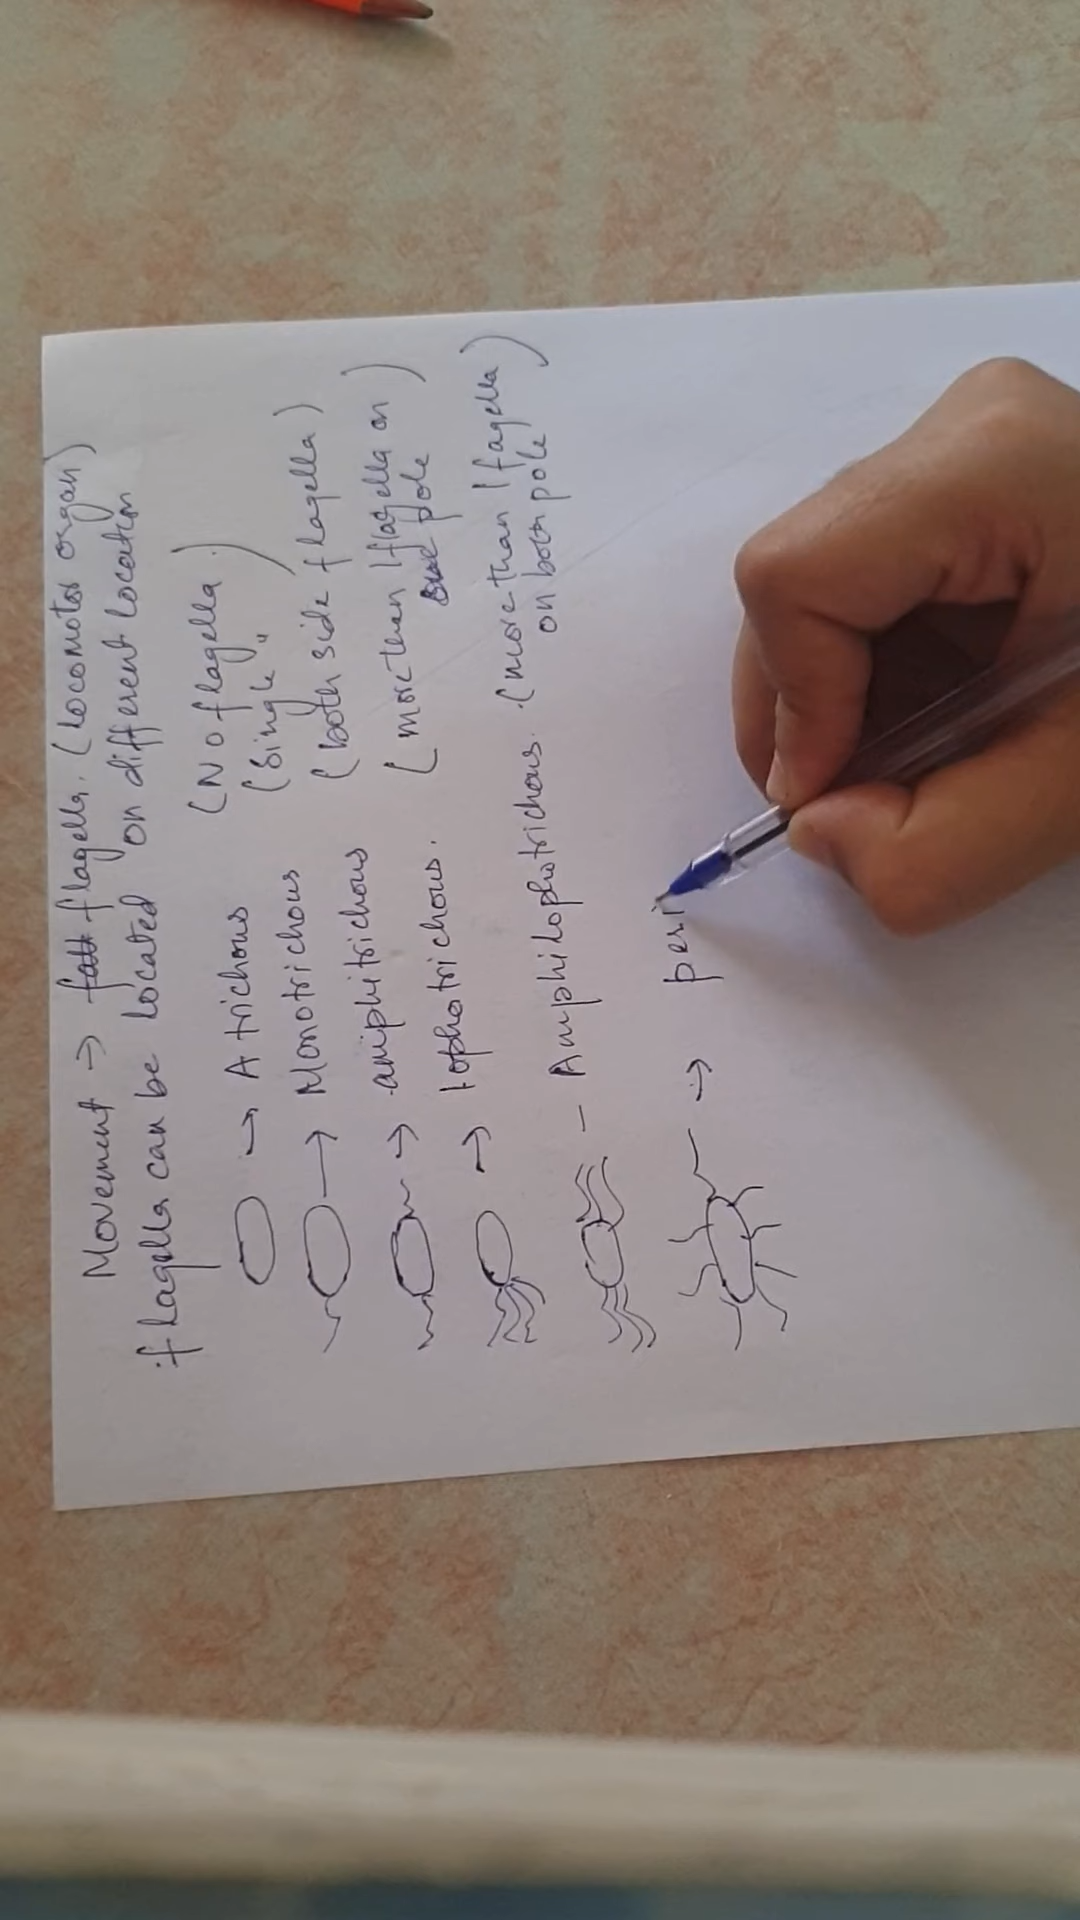 Movement → flagella. (locomotor organ)
flagella can be located on different location
→ Atrichous (No flagella)
→ Monotrichous (Single ")
→ amphitrichous (both side flagella)
→ lophotrichous. (more than 1 flagella on
pole)
- Amphilophotrichous. (more than 1 fagella
on both pole)
→ peri